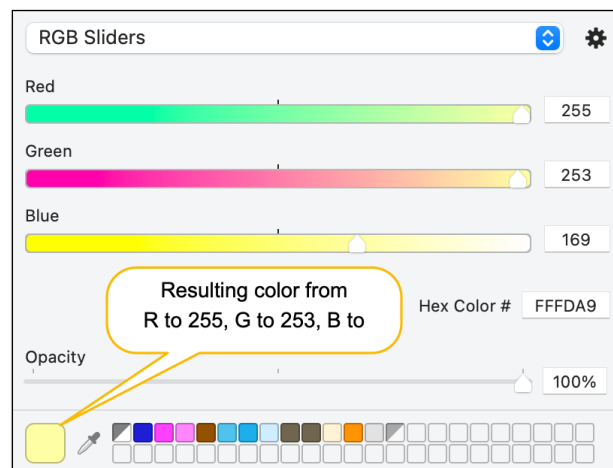 RGB Sliders
Red
255
Green
253
Blue
169
Resulting color from
R to 255, G to 253, B to
Hex Color # FFFDA9
Opacity
100%